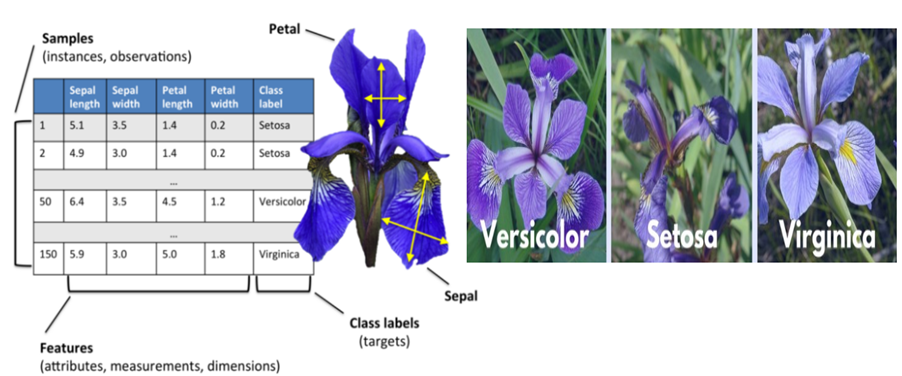 Samples
(instances, observations)
Petal
Sepal length Sepal width Petal length Petal width Class label
1 5.1 3.5 1.4 0.2 Setosa
2 4.9 3.0 1.4 0.2 Setosa
...
50 6.4 3.5 4.5 1.2 Versicolor
...
150 5.9 3.0 5.0 1.8 Virginica
Sepal
Class labels
(targets)
Features
(attributes, measurements, dimensions)
Versicolor
Setosa
Virginica